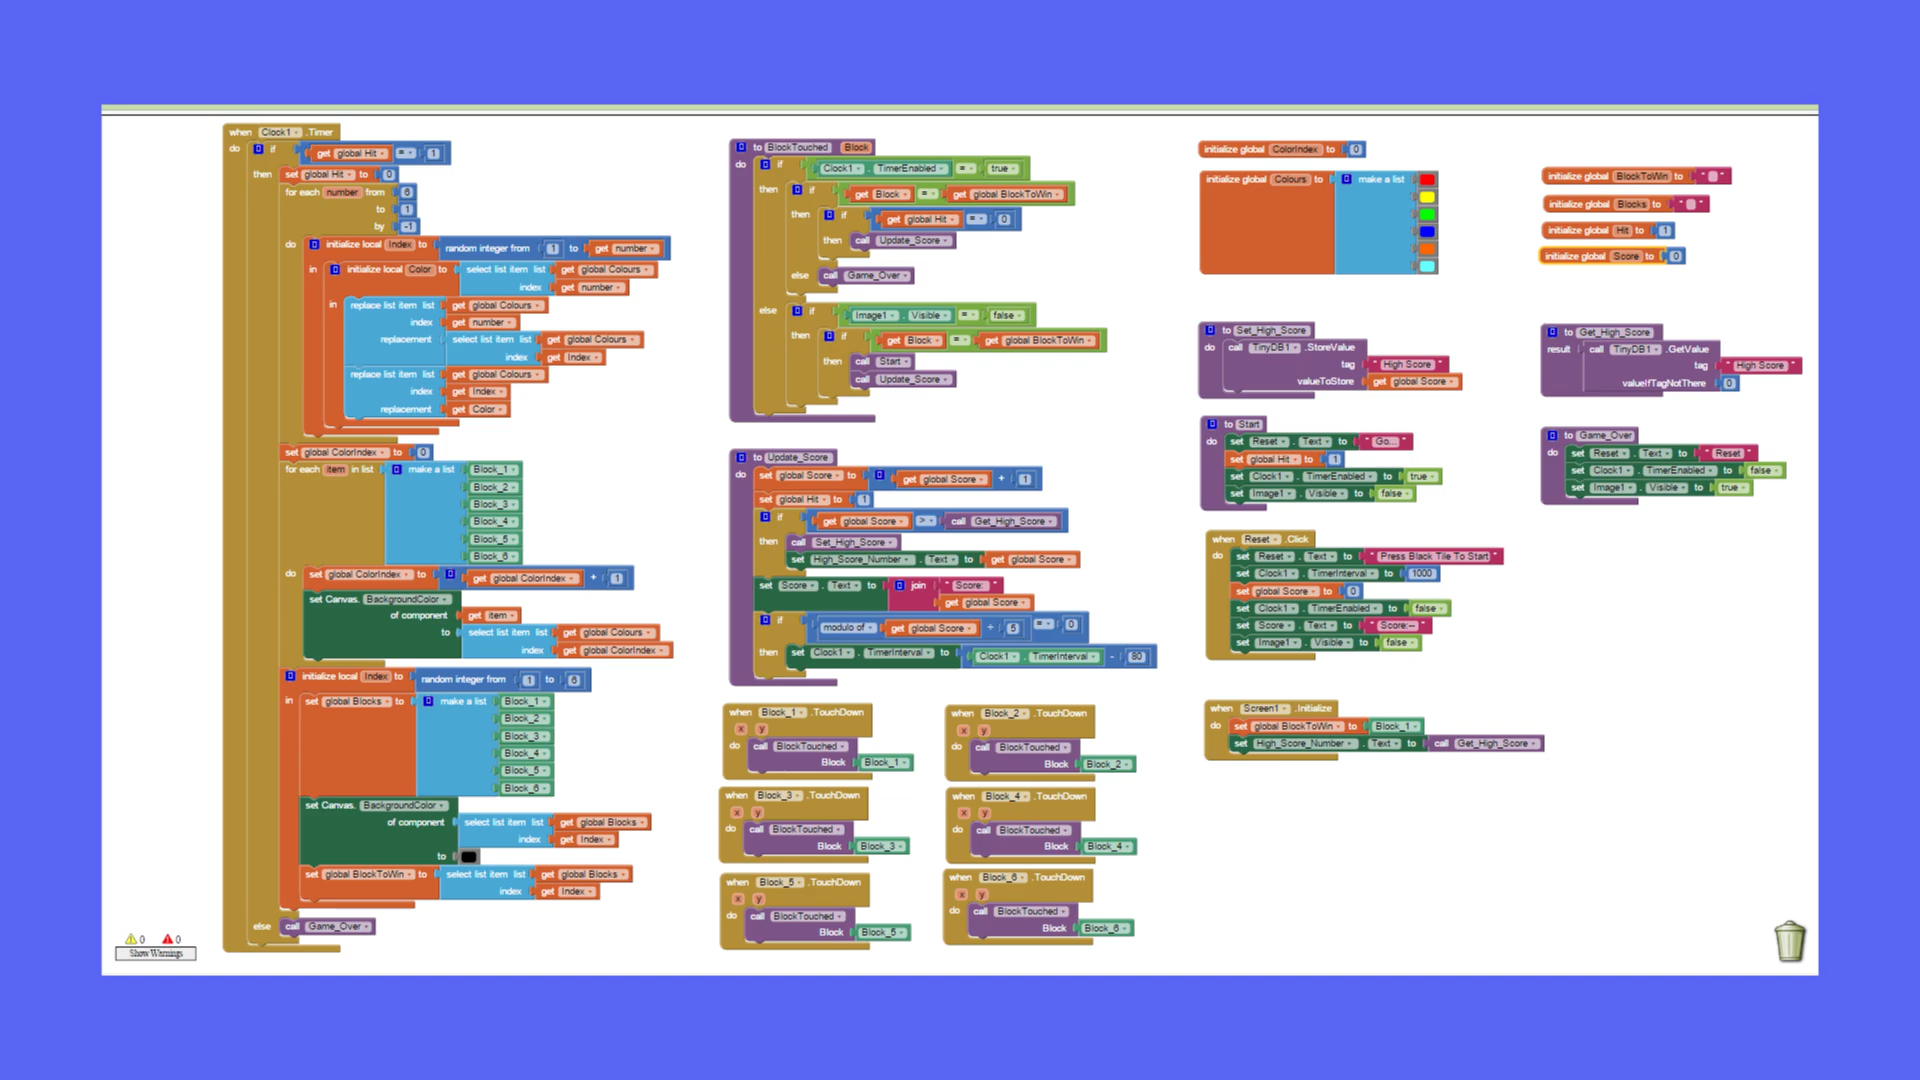 when Clock1 .Timer
do if get global Hit = 1
then set global Hit to 0
for each number from 6
to 1
by -1
do initialize local Index to random integer from 1 to get number
in initialize local Color to select list item list get global Colours
index get number
in replace list item list get global Colours
index get number
replacement select list item list get global Colours
index get Index
replace list item list get global Colours
index get Index
replacement get Color
set global ColorIndex to 0
for each item in list make a list Block_1
Block_2
Block_3
Block_4
Block_5
Block_6
do set global ColorIndex to get global ColorIndex + 1
set Canvas. BackgroundColor
of component get item
to select list item list get global Colours
index get global ColorIndex
initialize local Index to random integer from 1 to 6
in set global Blocks to make a list Block_1
Block_2
Block_3
Block_4
Block_5
Block_6
set Canvas. BackgroundColor
of component select list item list get global Blocks
index get Index
to
set global BlockToWin to select list item list get global Blocks
index get Index
else call Game_Over
0 0
Show Warnings
to BlockTouched Block
do if Clock1 . TimerEnabled = true
then if get Block = get global BlockToWin
then if get global Hit = 0
then call Update_Score
else call Game_Over
else if Image1 . Visible = false
then if get Block = get global BlockToWin
then call Start
call Update_Score
to Update_Score
do set global Score to get global Score + 1
set global Hit to 1
if get global Score > call Get_High_Score
then call Set_High_Score
set High_Score_Number . Text to get global Score
set Score . Text to join " Score: "
get global Score
if modulo of get global Score ÷ 5 = 0
then set Clock1 . TimerInterval to Clock1 . TimerInterval - 80
when Block_1 .TouchDown
x y
do call BlockTouched
Block Block_1
when Block_2 .TouchDown
x y
do call BlockTouched
Block Block_2
when Block_3 .TouchDown
x y
do call BlockTouched
Block Block_3
when Block_4 .TouchDown
x y
do call BlockTouched
Block Block_4
when Block_5 .TouchDown
x y
do call BlockTouched
Block Block_5
when Block_6 .TouchDown
x y
do call BlockTouched
Block Block_6
initialize global ColorIndex to 0
initialize global Colours to make a list
initialize global BlockToWin to " "
initialize global Blocks to " "
initialize global Hit to 1
initialize global Score to 0
to Set_High_Score
do call TinyDB1 .StoreValue
tag " High Score "
valueToStore get global Score
to Get_High_Score
result call TinyDB1 .GetValue
tag " High Score "
valueIfTagNotThere 0
to Start
do set Reset . Text to " Go... "
set global Hit to 1
set Clock1 . TimerEnabled to true
set Image1 . Visible to false
to Game_Over
do set Reset . Text to " Reset "
set Clock1 . TimerEnabled to false
set Image1 . Visible to true
when Reset .Click
do set Reset . Text to " Press Black Tile To Start "
set Clock1 . TimerInterval to 1000
set global Score to 0
set Clock1 . TimerEnabled to false
set Score . Text to " Score:-- "
set Image1 . Visible to false
when Screen1 .Initialize
do set global BlockToWin to Block_1
set High_Score_Number . Text to call Get_High_Score